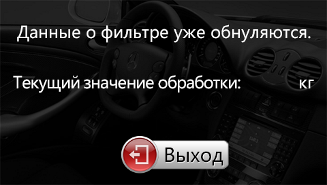 Данные о фильтре уже обнуляются.
Текущий значение обработки: кг
Выход